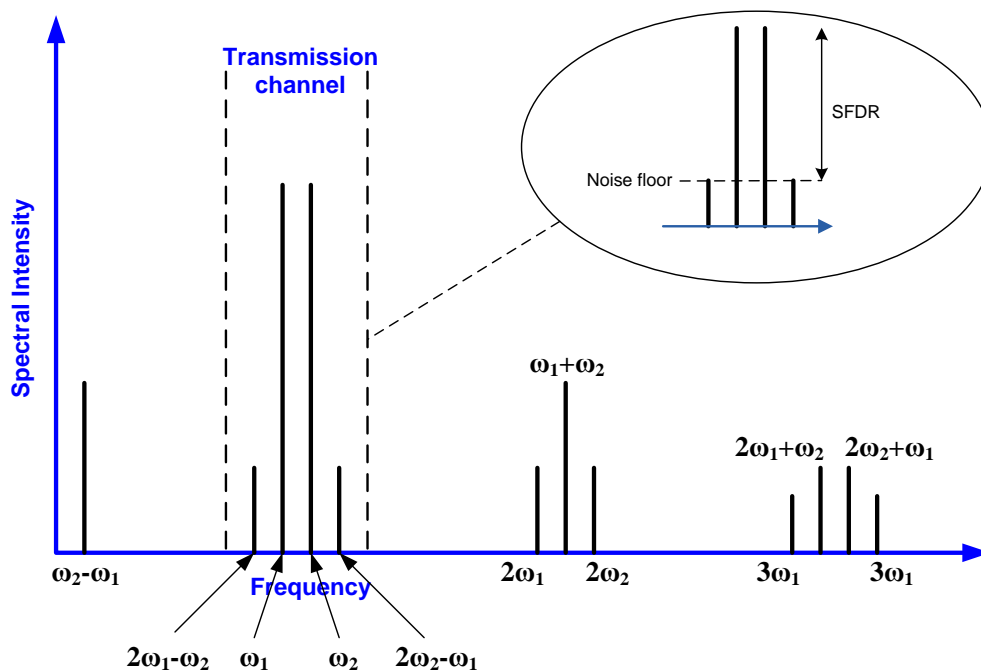 Transmission
channel
SFDR
Noise floor
Spectral Intensity
ω₁+ω₂
2ω₁+ω₂
2ω₂+ω₁
ω₂-ω₁
2ω₁
2ω₂
3ω₁
3ω₁
Frequency
2ω₁-ω₂
ω₁
ω₂
2ω₂-ω₁